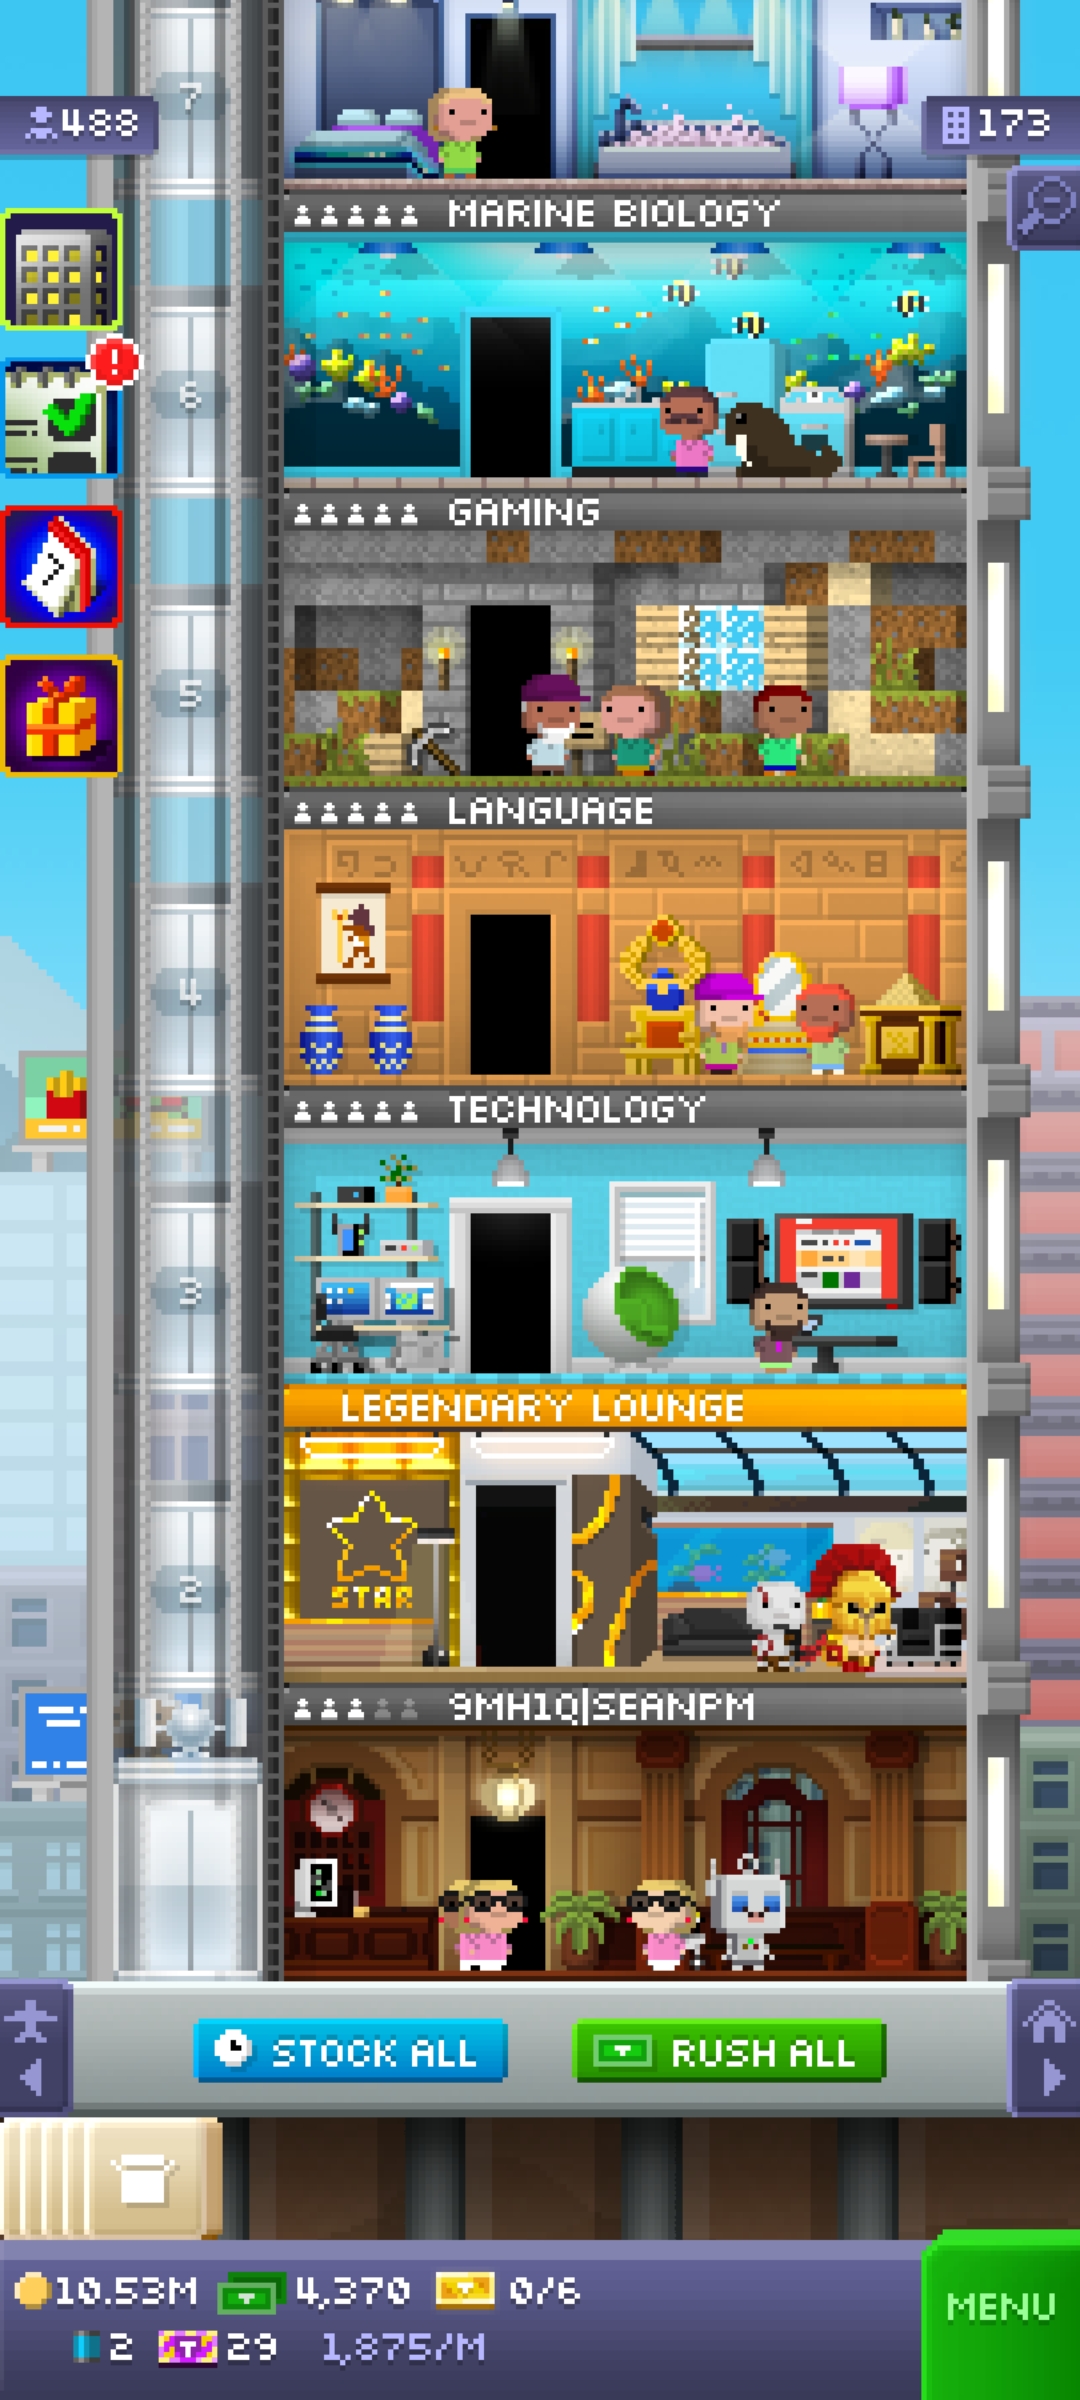 7
488
173
MARINE BIOLOGY
6
GAMING
5
LANGUAGE
4
TECHNOLOGY
3
LEGENDARY LOUNGE
STAR
2
9MH1Q|SEANPM
STOCK ALL
RUSH ALL
10.53M 4,370 0/6
2 29 1,875/M
MENU